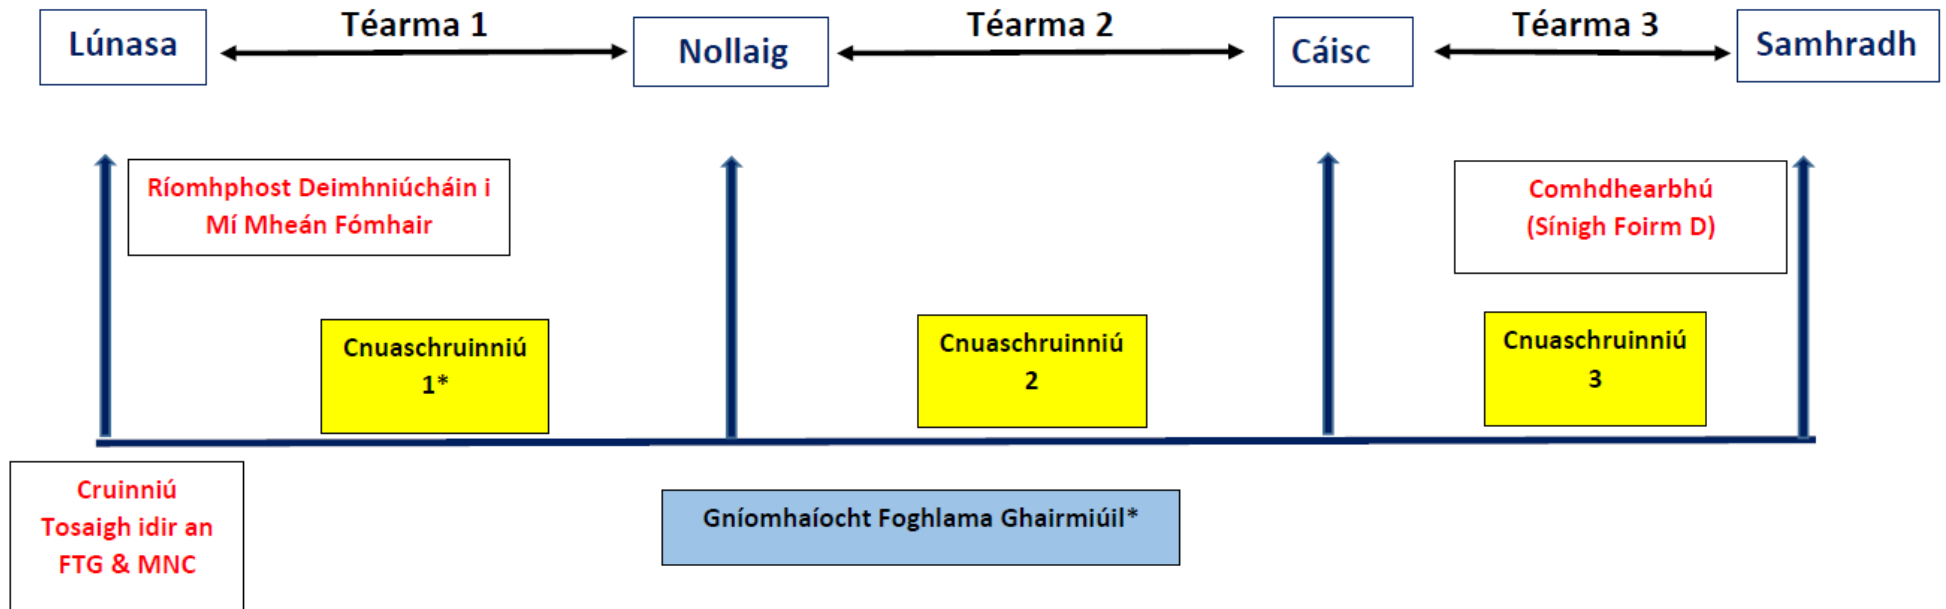 Lúnasa
Téarma 1
Nollaig
Téarma 2
Cáisc
Téarma 3
Samhradh
Ríomhphost Deimhniúcháin i
Mí Mheán Fómhair
Comhdhearbhú
(Sínigh Foirm D)
Cnuaschruinniú
1*
Cnuaschruinniú
2
Cnuaschruinniú
3
Cruinniú
Tosaigh idir an
FTG & MNC
Gníomhaíocht Foghlama Ghairmiúil*